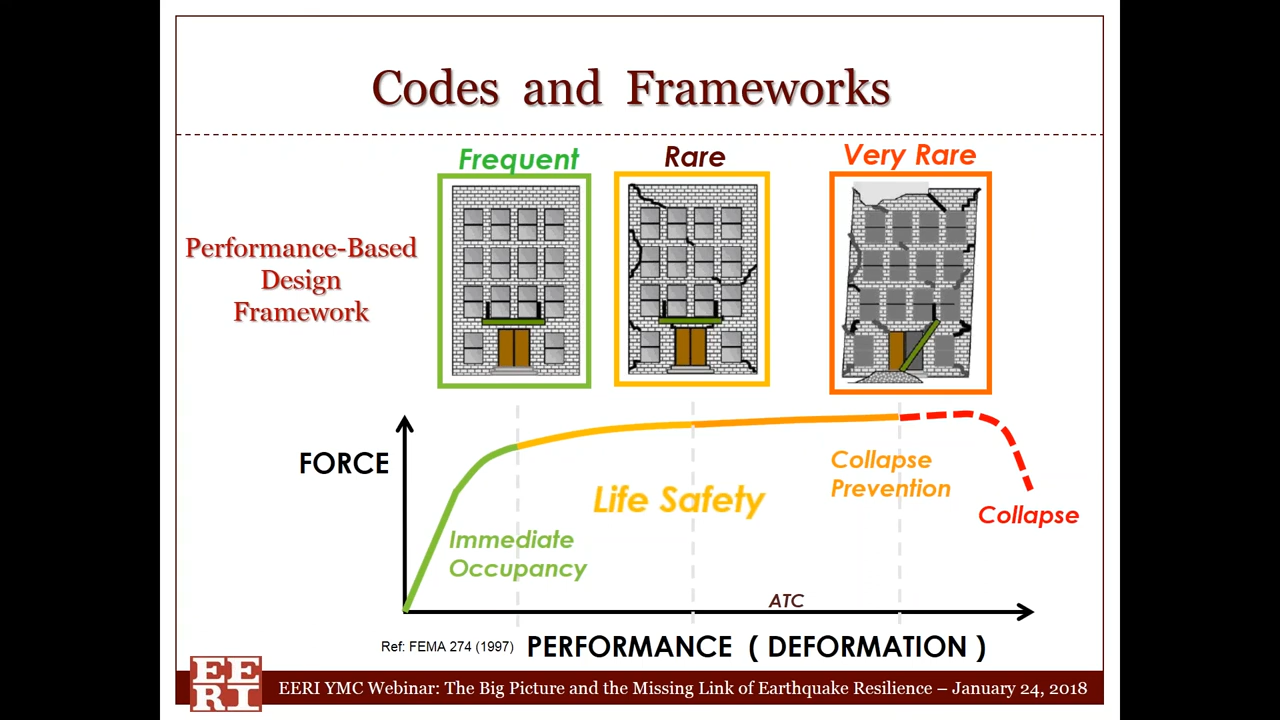 Codes and Frameworks
Frequent
Rare
Very Rare
Performance-Based
Design
Framework
FORCE
Immediate
Occupancy
Life Safety
Collapse
Prevention
Collapse
ATC
Ref: FEMA 274 (1997)
PERFORMANCE ( DEFORMATION )
EE
RI
EERI YMC Webinar: The Big Picture and the Missing Link of Earthquake Resilience – January 24, 2018